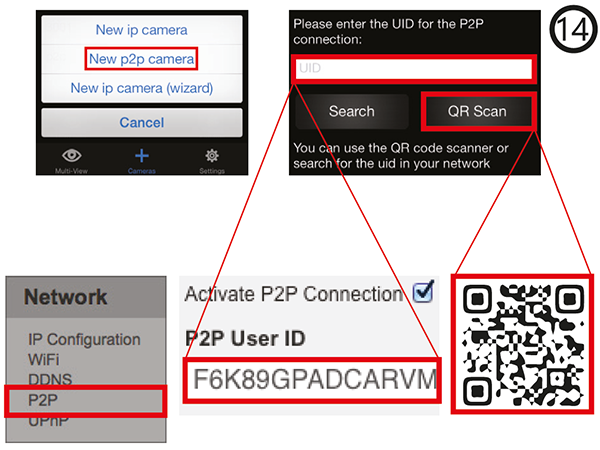 New ip camera
New p2p camera
New ip camera (wizard)
Cancel
Multi-View
Cameras
Settings
Please enter the UID for the P2P
connection:
UID
Search
QR Scan
You can use the QR code scanner or
search for the uid in your network
14
Network
IP Configuration
WiFi
DDNS
P2P
UPnP
Activate P2P Connection
P2P User ID
F6K89GPADCARVM